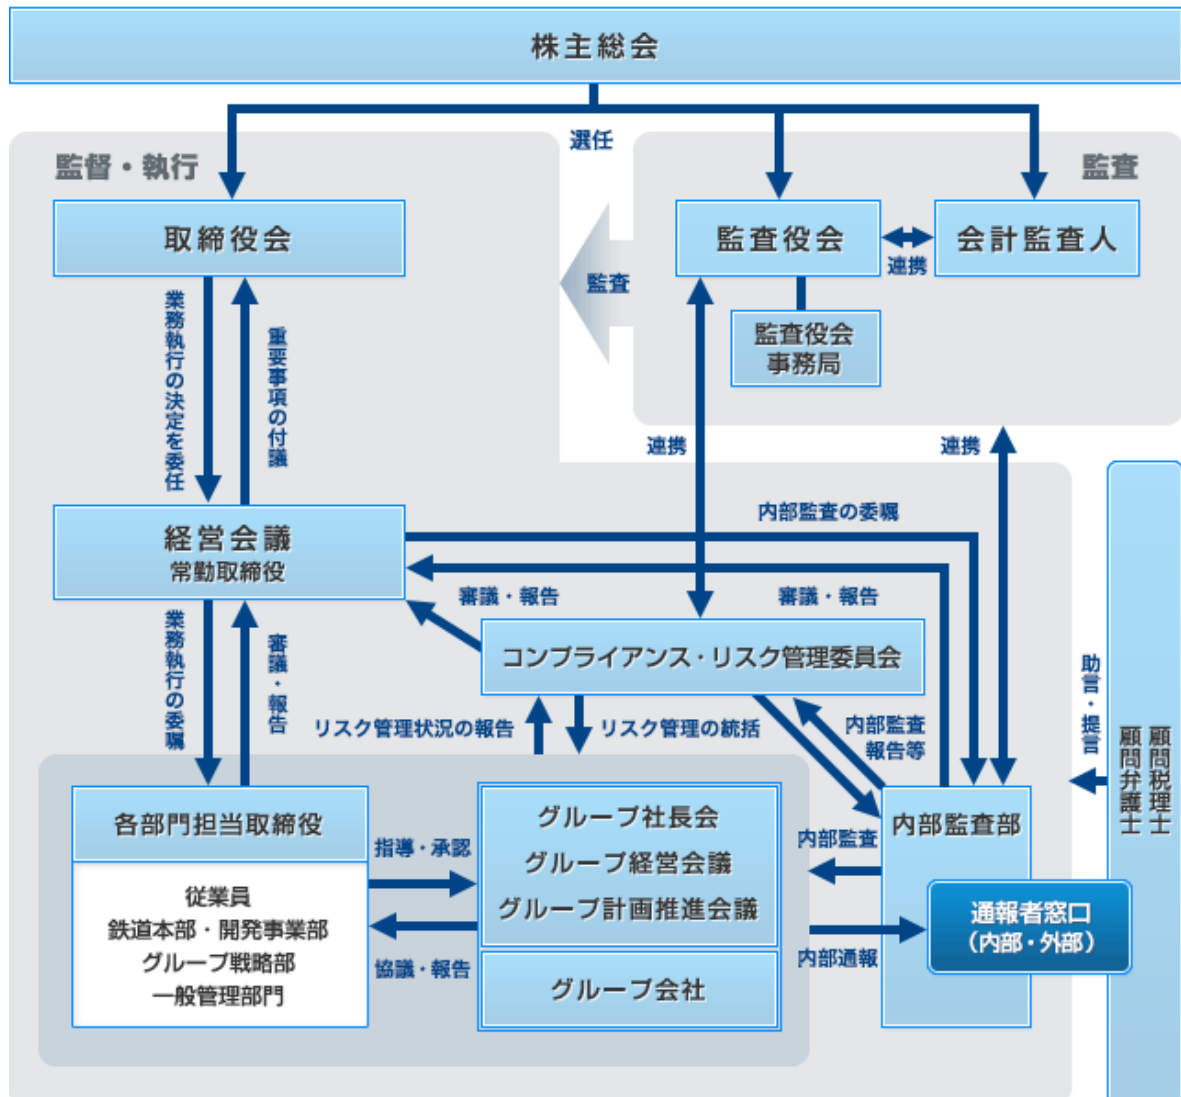 株主総会
選任
監督・執行
監査
取締役会
監査役会
会計監査人
連携
監査
監査役会
事務局
業務執行の決定を委任
重要事項の付議
連携
連携
経営会議
常勤取締役
内部監査の委嘱
審議・報告
審議・報告
コンプライアンス・リスク管理委員会
業務執行の委嘱
審議・報告
リスク管理状況の報告
リスク管理の統括
内部監査
報告等
助言・提言
顧問税理士
顧問弁護士
各部門担当取締役
従業員
鉄道本部・開発事業部
グループ戦略部
一般管理部門
指導・承認
協議・報告
グループ社長会
グループ経営会議
グループ計画推進会議
グループ会社
内部監査
内部通報
内部監査部
通報者窓口
（内部・外部）